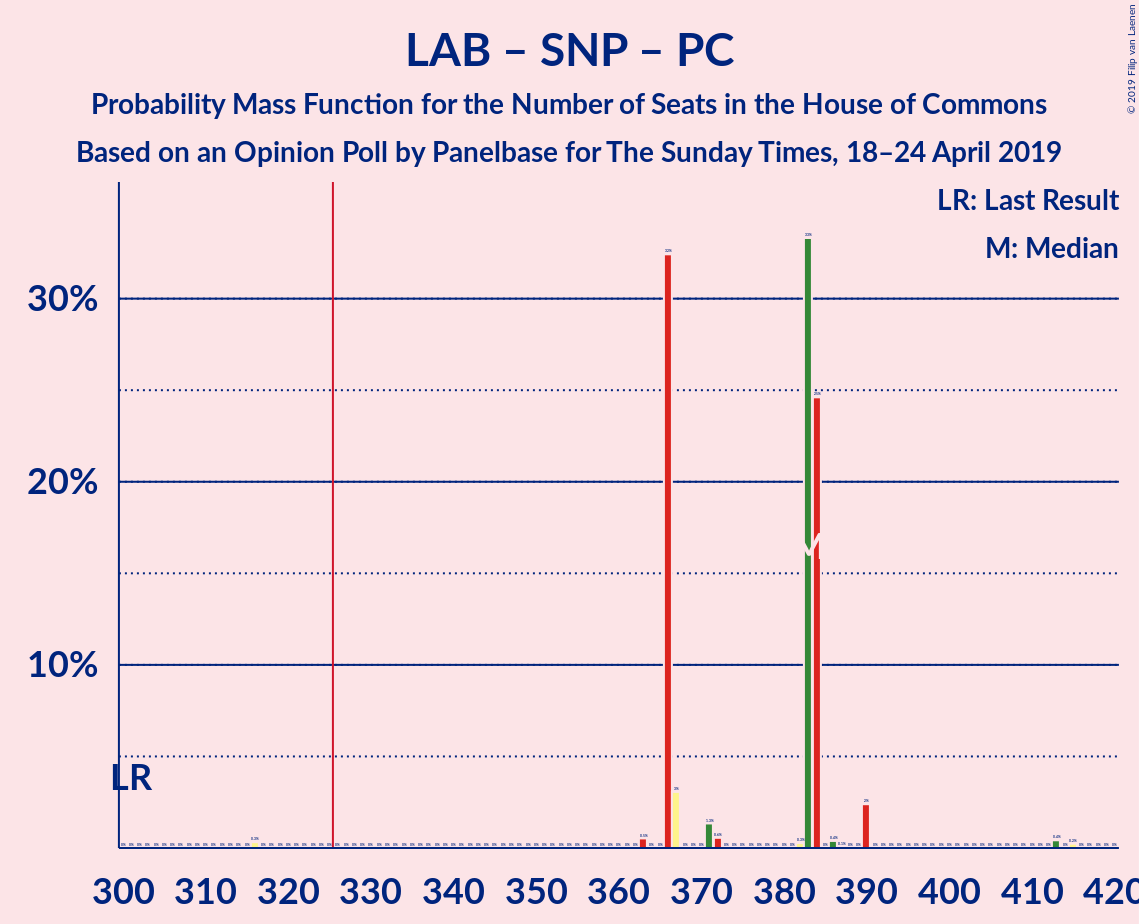 LAB – SNP – PC
Probability Mass Function for the Number of Seats in the House of Commons
Based on an Opinion Poll by Panelbase for The Sunday Times, 18–24 April 2019
© 2019 Filip van Laenen
LR: Last Result
M: Median
30%
20%
10%
LR
M
300 310 320 330 340 350 360 370 380 390 400 410 420